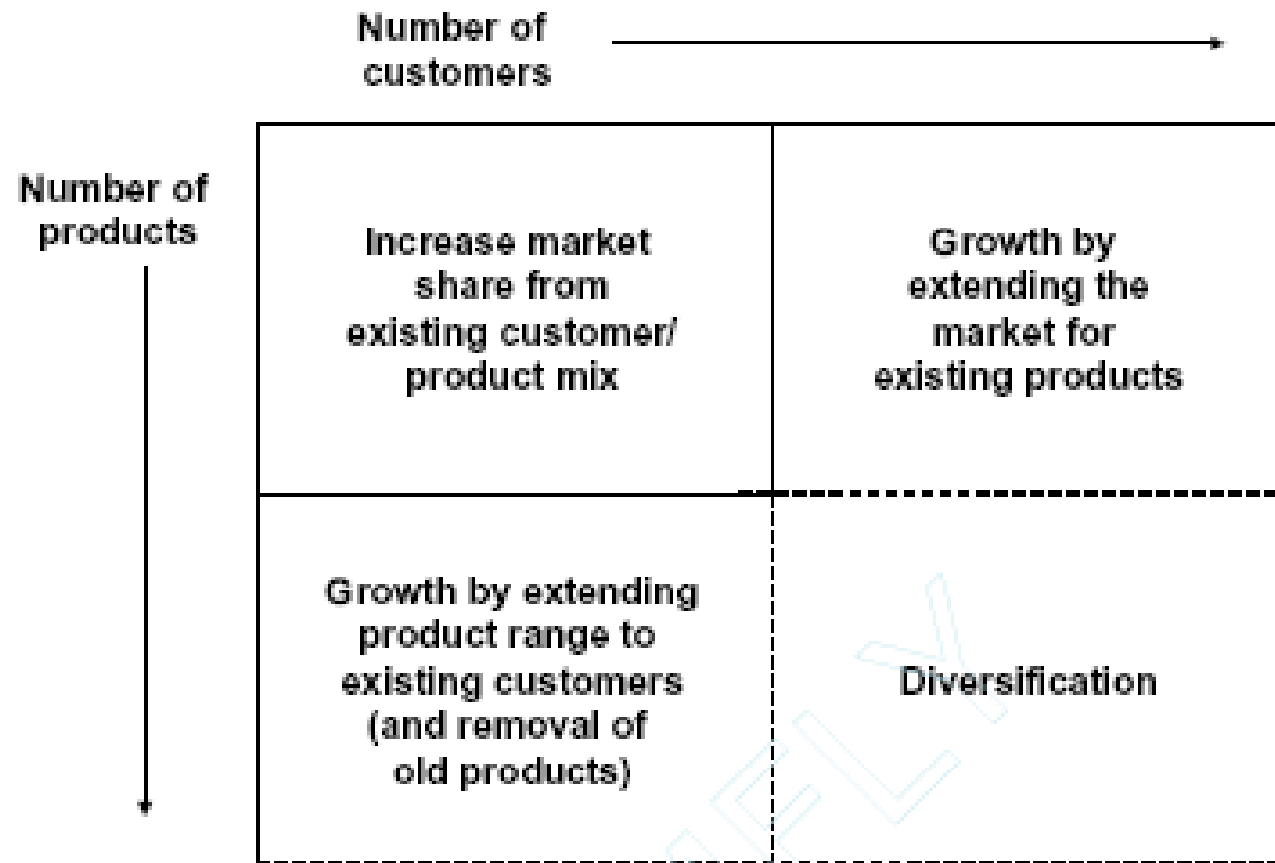 Number of
customers
Number of
products
Increase market
share from
existing customer/
product mix
Growth by
extending the
market for
existing products
Growth by extending
product range to
existing customers
(and removal of
old products)
Diversification